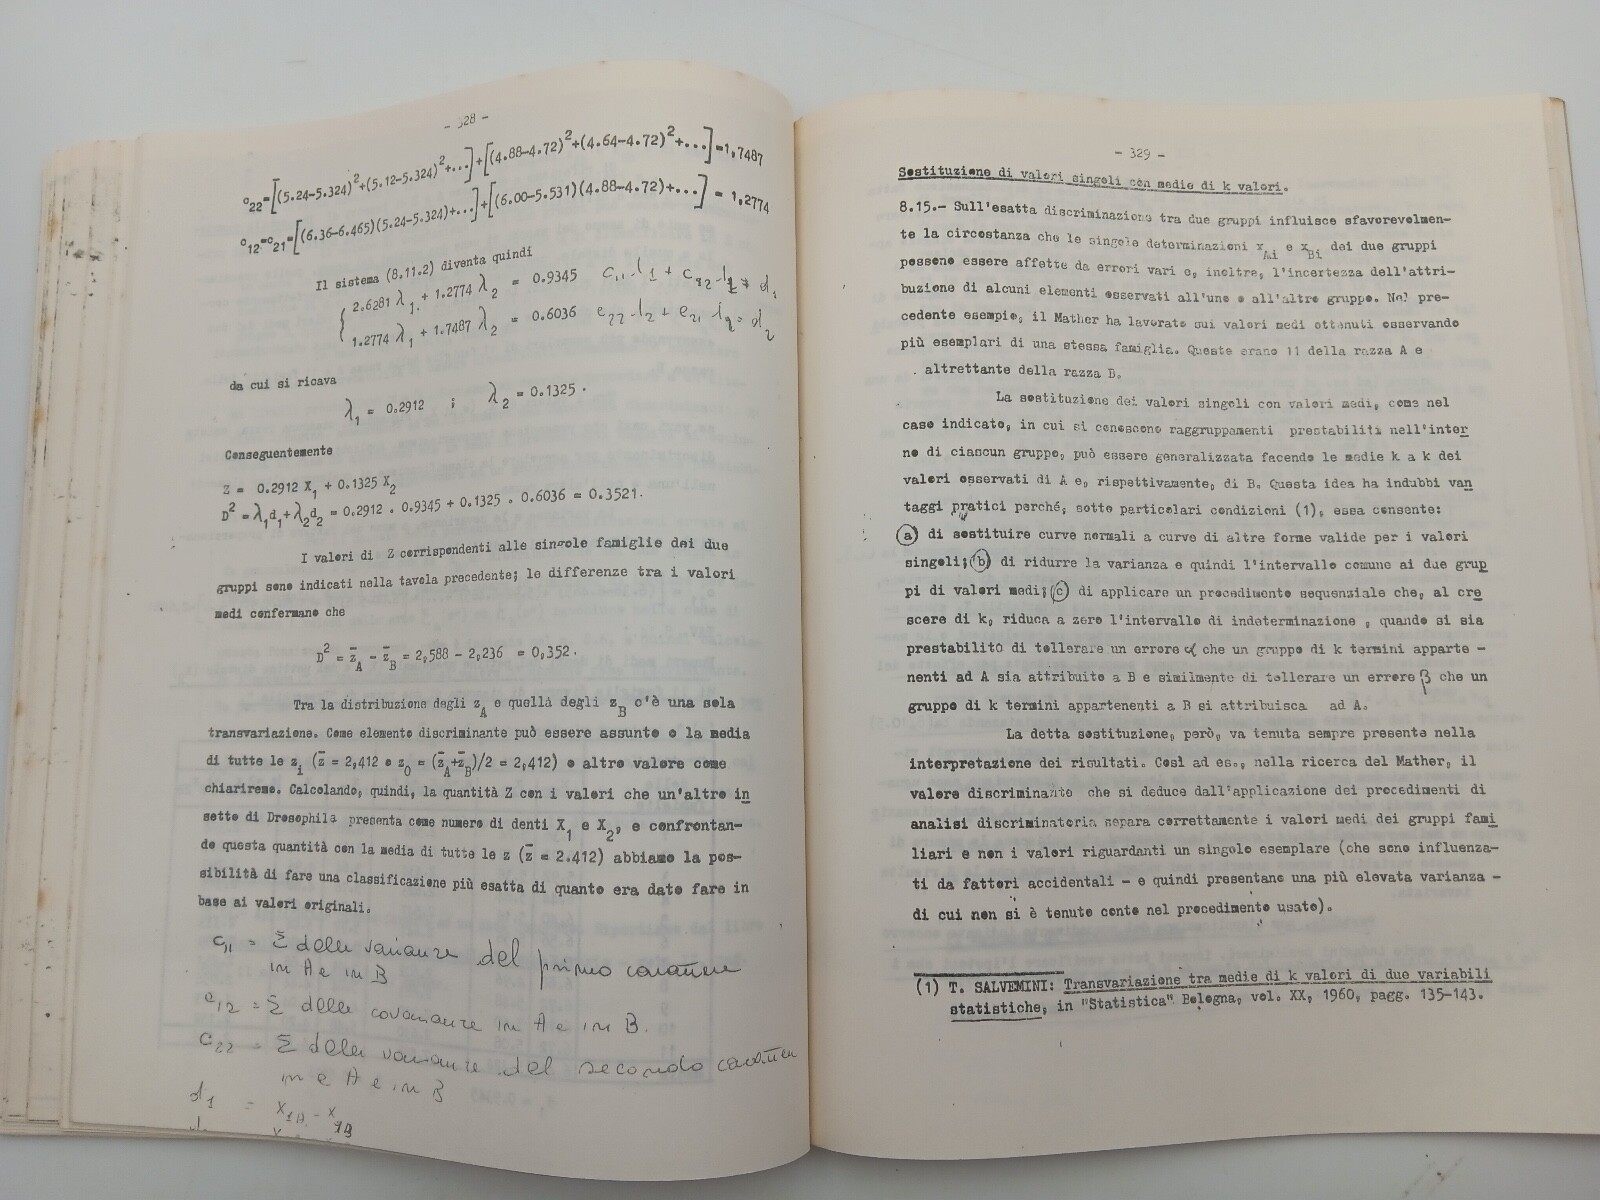 - 328 -
c22=[(5.24-5.324)²+(5.12-5.324)²+...]+[(4.88-4.72)²+(4.64-4.72)²+...]=1,7487
c12=c21=[(6.36-6.465)(5.24-5.324)+...]+[(6.00-5.531)(4.88-4.72)+...] = 1,2774
Il sistema (8.11.2) diventa quindi
2.6281 λ1 + 1.2774 λ2 = 0.9345
1.2774 λ1 + 1.7487 λ2 = 0.6036
da cui si ricava
λ1 = 0.2912 ; λ2 = 0.1325 .
Conseguentemente
Z = 0.2912 X1 + 0.1325 X2
D² = λ1d1+λ2d2 = 0.2912 . 0.9345 + 0.1325 . 0.6036 = 0.3521.
I valori di Z corrispondenti alle singole famiglie dei due
gruppi sono indicati nella tavola precedente; le differenze tra i valori
medi confermano che
D² = z̄A - z̄B = 2,588 - 2,236 = 0,352.
Tra la distribuzione degli zA e quella degli zB c'è una sola
transvariazione. Come elemento discriminante può essere assunto o la media
di tutte le zi (z̄ = 2,412 e z0 = (z̄A+z̄B)/2 = 2,412) o altro valore come
chiariremo. Calcolando, quindi, la quantità Z con i valori che un'altro in
setto di Drosophila presenta come numero di denti X1 e X2, e confrontan-
do questa quantità con la media di tutte le z (z̄ = 2.412) abbiamo la pos-
sibilità di fare una classificazione più esatta di quanto era dato fare in
base ai valori originali.
c11 = Σ delle varianze del primo carattere
in A e in B
c12 = Σ delle covarianze in A e in B.
c22 = Σ delle varianze del secondo carattere
in e A e in B
d1 =
- 329 -
Sostituzione di valori singoli con medie di k valori.
8.15.- Sull'esatta discriminazione tra due gruppi influisce sfavorevolmen-
te la circostanza che le singole determinazioni xAi e xBi dei due gruppi
possono essere affette da errori vari e, inoltre, l'incertezza dell'attri-
buzione di alcuni elementi osservati all'uno o all'altro gruppo. Nel pre-
cedente esempio, il Mather ha lavorato sui valori medi ottenuti osservando
più esemplari di una stessa famiglia. Queste erano 11 della razza A e
altrettante della razza B.
La sostituzione dei valori singoli con valori medi, come nel
caso indicato, in cui si conoscono raggruppamenti prestabiliti nell'inter
no di ciascun gruppo, può essere generalizzata facendo le medie k a k dei
valori osservati di A e, rispettivamente, di B. Questa idea ha indubbi van
taggi pratici perché, sotto particolari condizioni (1), essa consente:
a) di sostituire curve normali a curve di altre forme valide per i valori
singoli; b) di ridurre la varianza e quindi l'intervallo comune ai due grup
pi di valori medi; c) di applicare un procedimento sequenziale che, al cre
scere di k, riduca a zero l'intervallo di indeterminazione , quando si sia
prestabilito di tollerare un errore α che un gruppo di k termini apparte -
nenti ad A sia attribuito a B e similmente di tollerare un errore β che un
gruppo di k termini appartenenti a B si attribuisca ad A.
La detta sostituzione, però, va tenuta sempre presente nella
interpretazione dei risultati. Così ad es., nella ricerca del Mather, il
valore discriminante che si deduce dall'applicazione dei procedimenti di
analisi discriminatoria separa correttamente i valori medi dei gruppi fami
liari e non i valori riguardanti un singolo esemplare (che sono influenza-
ti da fattori accidentali - e quindi presentano una più elevata varianza -
di cui non si è tenuto conto nel procedimento usato).
(1) T. SALVEMINI: Transvariazione tra medie di k valori di due variabili
statistiche, in "Statistica" Bologna, vol. XX, 1960, pagg. 135-143.